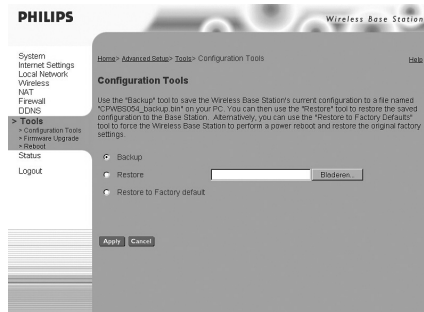 PHILIPS
Wireless Base Station
System
Internet Settings
Local Network
Wireless
NAT
Firewall
DDNS
> Tools
» Configuration Tools
» Firmware Upgrade
» Reboot
Status
Logout
Home> Advanced Setup> Tools> Configuration Tools
Help
Configuration Tools
Use the "Backup" tool to save the Wireless Base Station's current configuration to a file named
"CPWBS054_backup.bin" on your PC. You can then use the "Restore" tool to restore the saved
configuration to the Base Station. Alternatively, you can use the "Restore to Factory Defaults"
tool to force the Wireless Base Station to perform a power reboot and restore the original factory
settings.
Backup
Restore
Bladeren...
Restore to Factory default
Apply Cancel